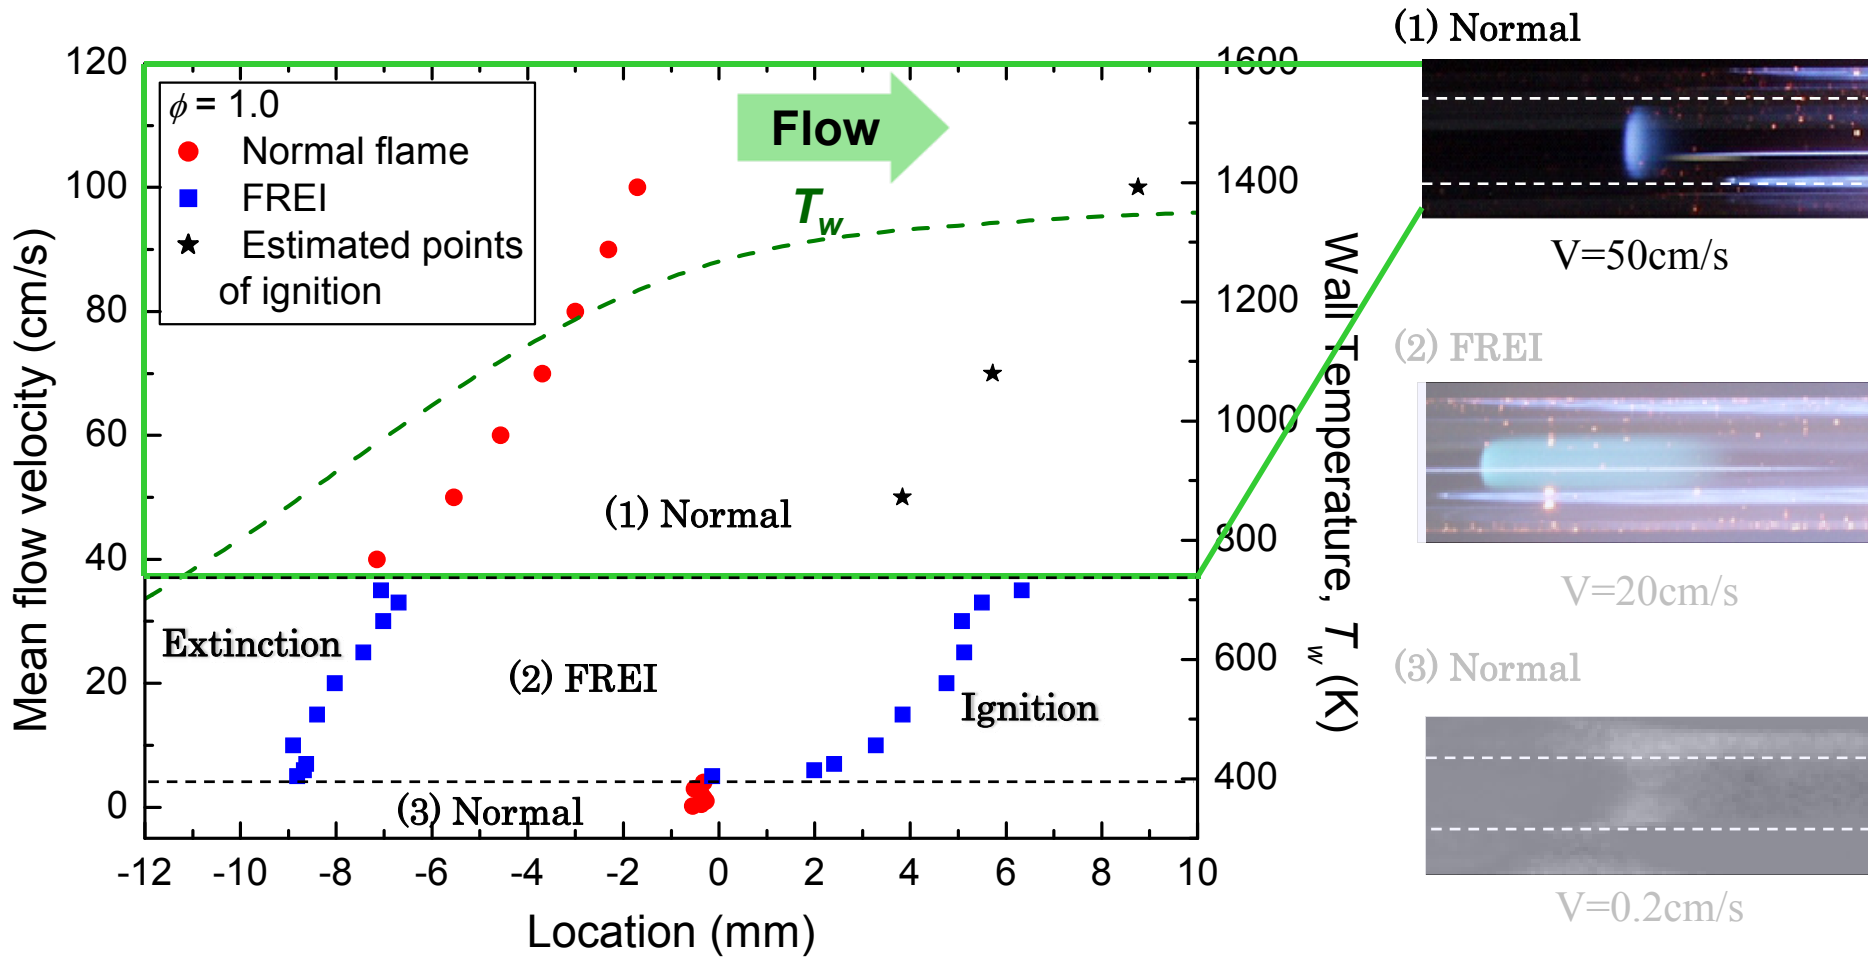 (1) Normal
120
100
80
60
40
20
0
Mean flow velocity (cm/s)
ϕ = 1.0
Normal flame
FREI
Estimated points
of ignition
Flow
T_w
(1) Normal
Extinction
(2) FREI
Ignition
(3) Normal
-12 -10 -8 -6 -4 -2 0 2 4 6 8 10
Location (mm)
1600
1400
1200
1000
800
600
400
Wall Temperature, T_w (K)
V=50cm/s
(2) FREI
V=20cm/s
(3) Normal
V=0.2cm/s